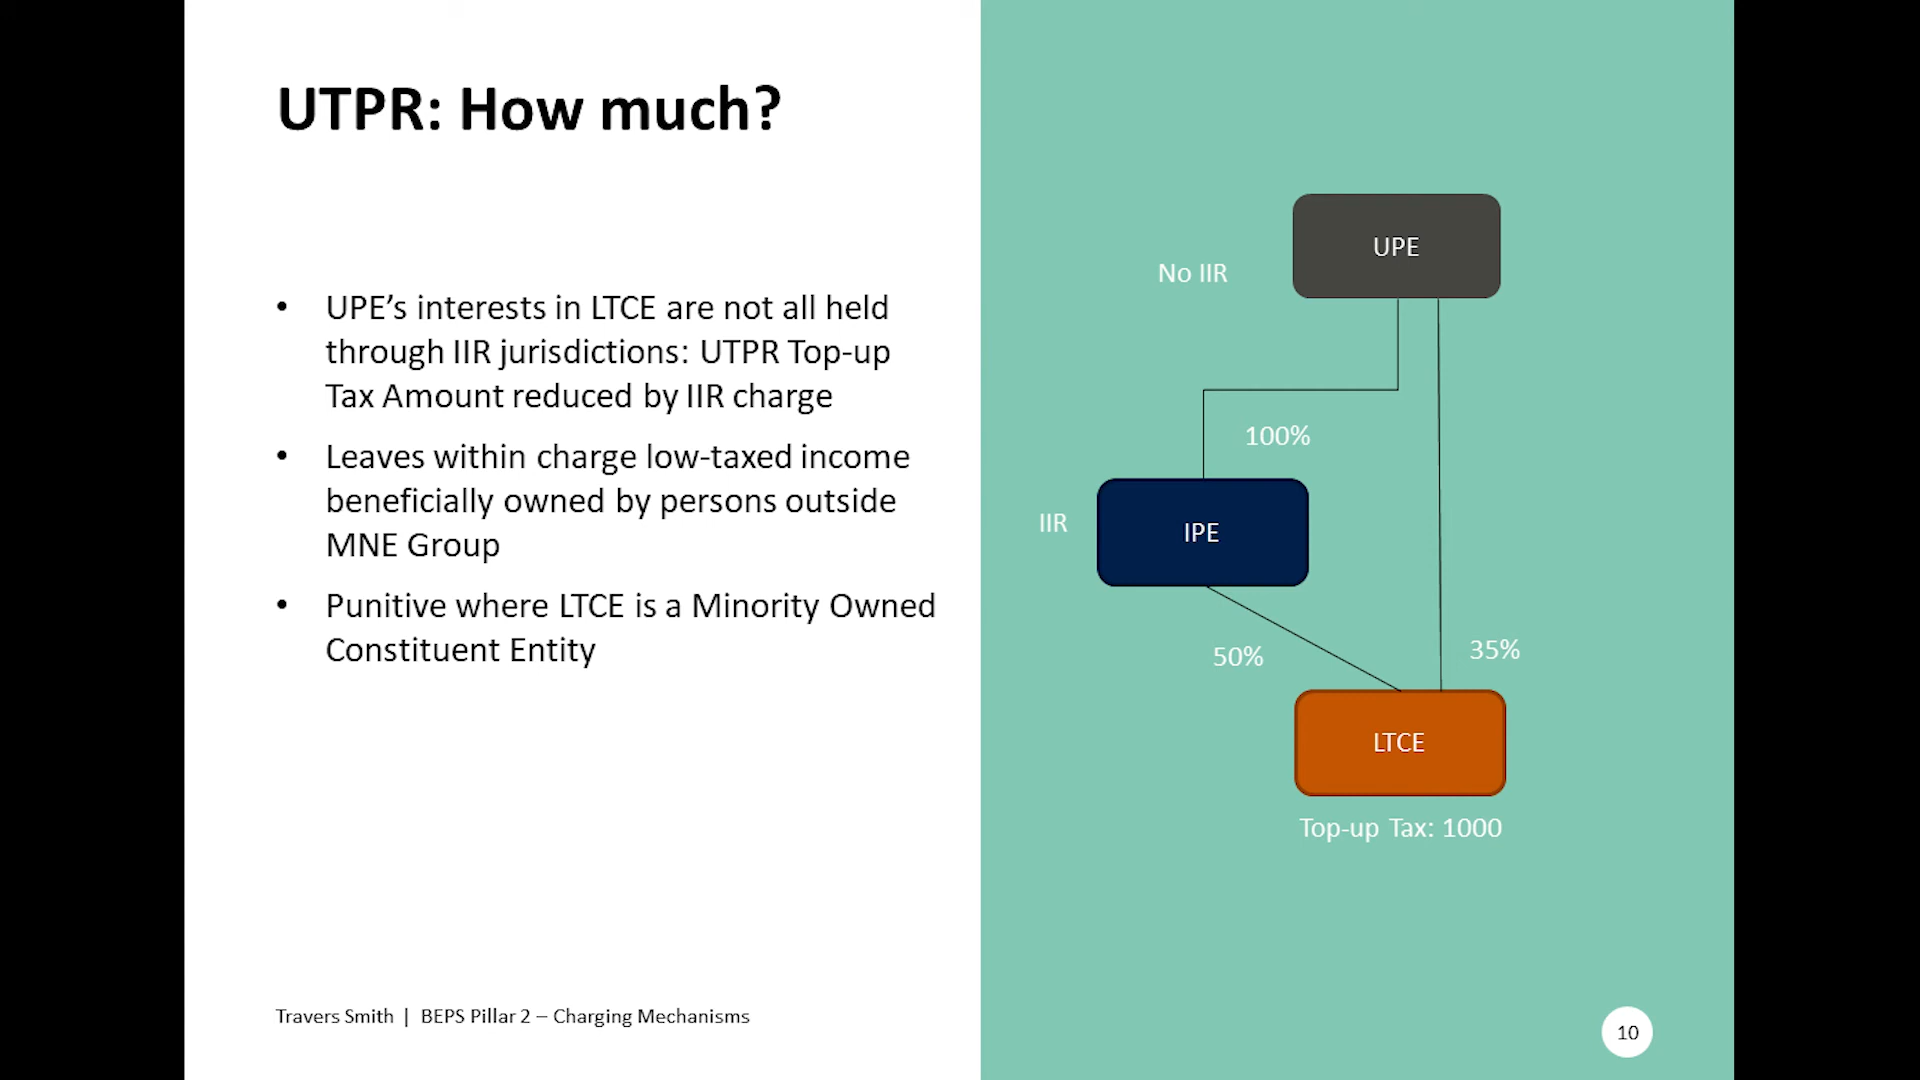 UTPR: How much?
• UPE’s interests in LTCE are not all held
through IIR jurisdictions: UTPR Top-up
Tax Amount reduced by IIR charge
• Leaves within charge low-taxed income
beneficially owned by persons outside
MNE Group
• Punitive where LTCE is a Minority Owned
Constituent Entity
UPE
No IIR
100%
IIR
IPE
50%
35%
LTCE
Top-up Tax: 1000
Travers Smith | BEPS Pillar 2 – Charging Mechanisms
10